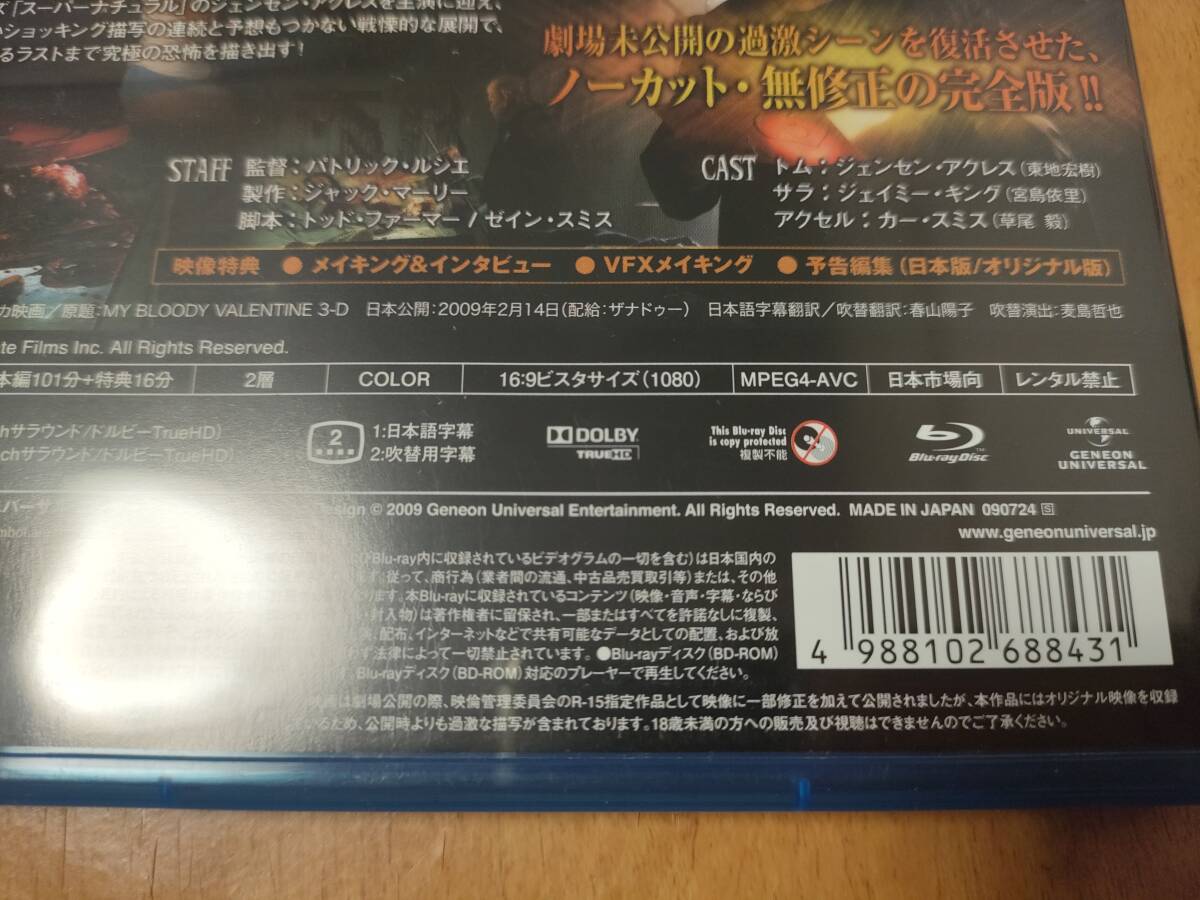 ズ「スーパーナチュラル」のジェンセン・アクレスを主演に迎え、
いショッキング描写の連続と予想もつかない戦慄的な展開で、
るラストまで究極の恐怖を描き出す!
劇場未公開の過激シーンを復活させた、
ノーカット・無修正の完全版!!
STAFF 監督:パトリック・ルシエ
製作:ジャック・マーリー
脚本:トッド・ファーマー/ゼイン・スミス
CAST トム:ジェンセン・アクレス(東地宏樹)
サラ:ジェイミー・キング(宮島依里)
アクセル:カー・スミス(草尾 毅)
映像特典 ●メイキング&インタビュー ●VFXメイキング ●予告編集(日本版/オリジナル版)
カ映画/原題:MY BLOODY VALENTINE 3-D 日本公開:2009年2月14日(配給:ザナドゥー) 日本語字幕翻訳/吹替翻訳:春山陽子 吹替演出:麦島哲也
te Films Inc. All Rights Reserved.
本編101分+特典16分 2層 COLOR 16:9ビスタサイズ(1080) MPEG4-AVC 日本市場向 レンタル禁止
chサラウンド/ドルビーTrueHD)
chサラウンド/ドルビーTrueHD)
2 1:日本語字幕
2:吹替用字幕
DOLBY
TRUEHD
This Blu-ray Disc
is copy protected
複製不能
Blu-ray Disc
UNIVERSAL
GENEON
UNIVERSAL
esign © 2009 Geneon Universal Entertainment. All Rights Reserved. MADE IN JAPAN 090724 S
www.geneonuniversal.jp
Blu-ray内に収録されているビデオグラムの一切を含む)は日本国内の
従って、商行為(業者間の流通、中古品売買取引等)または、その他
ります。本Blu-rayに収録されているコンテンツ(映像・音声・字幕・ならび
封入物)は著作権者に留保され、一部またはすべてを許諾なしに複製、
配布、インターネットなどで共有可能なデータとしての配置、および放
わず法律によって一切禁止されています。●Blu-rayディスク(BD-ROM)
Blu-rayディスク(BD-ROM)対応のプレーヤーで再生してください。
は劇場公開の際、映倫管理委員会のR-15指定作品として映像に一部修正を加えて公開されましたが、本作品にはオリジナル映像を収録
いるため、公開時よりも過激な描写が含まれております。18歳未満の方への販売及び視聴はできませんのでご了承ください。
4 988102 688431